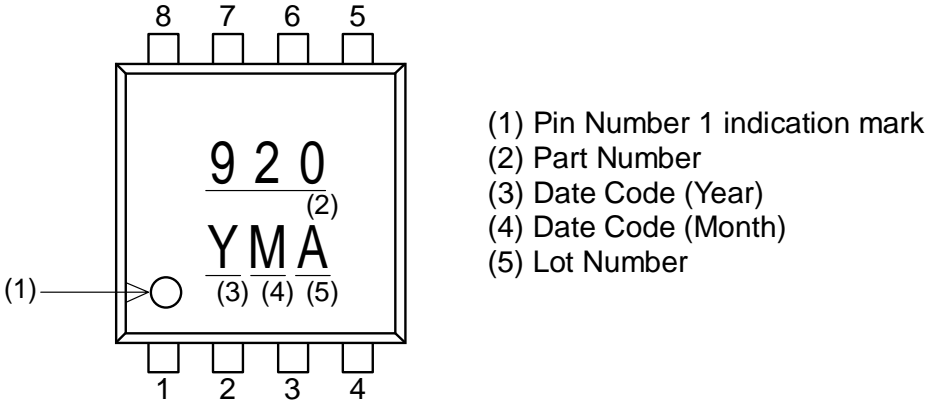 8 7 6 5
920
(2)
YMA
(3) (4) (5)
(1)
1 2 3 4
(1) Pin Number 1 indication mark
(2) Part Number
(3) Date Code (Year)
(4) Date Code (Month)
(5) Lot Number